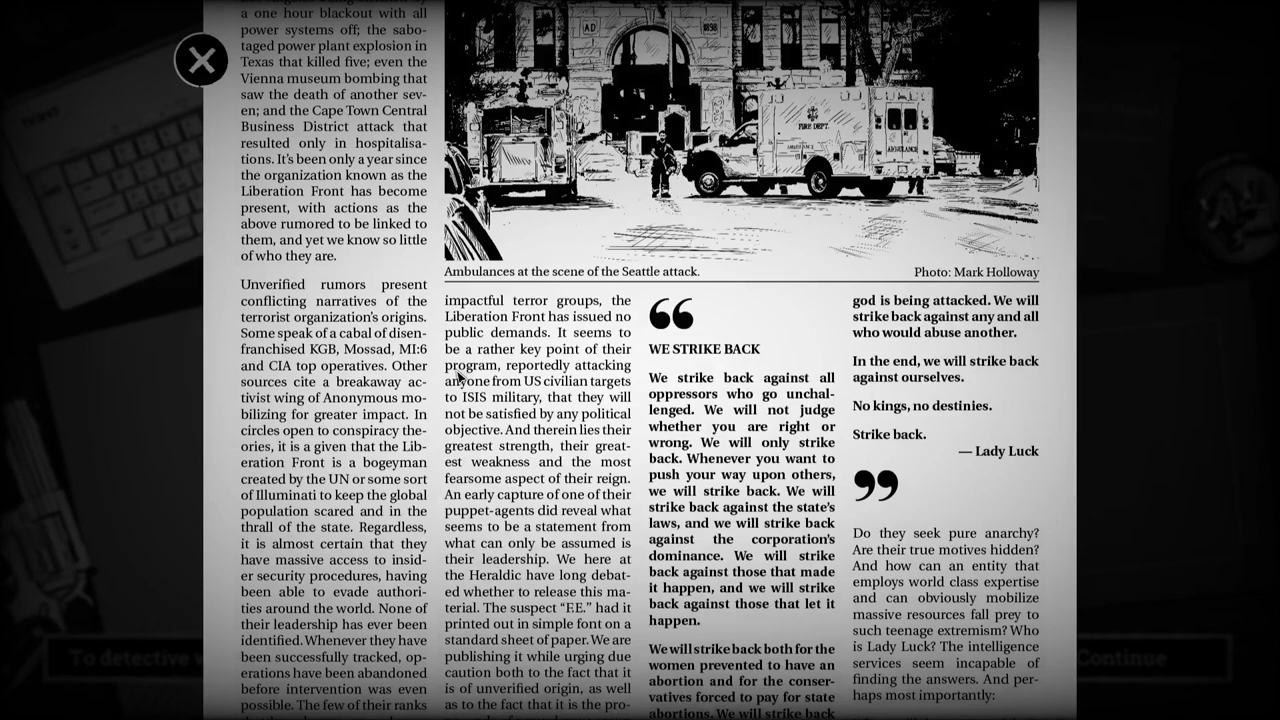 a one hour blackout with all
power systems off; the sabo-
taged power plant explosion in
Texas that killed five; even the
Vienna museum bombing that
saw the death of another sev-
en; and the Cape Town Central
Business District attack that
resulted only in hospitalisa-
tions. It's been only a year since
the organization known as the
Liberation Front has become
present, with actions as the
above rumored to be linked to
them, and yet we know so little
of who they are.
Unverified rumors present
conflicting narratives of the
terrorist organization's origins.
Some speak of a cabal of disen-
franchised KGB, Mossad, MI:6
and CIA top operatives. Other
sources cite a breakaway ac-
tivist wing of Anonymous mo-
bilizing for greater impact. In
circles open to conspiracy the-
ories, it is a given that the Lib-
eration Front is a bogeyman
created by the UN or some sort
of Illuminati to keep the global
population scared and in the
thrall of the state. Regardless,
it is almost certain that they
have massive access to insid-
er security procedures, having
been able to evade authori-
ties around the world. None of
their leadership has ever been
identified. Whenever they have
been successfully tracked, op-
erations have been abandoned
before intervention was even
possible. The few of their ranks
AD
1898
FIRE DEPT.
AMBULANCE
AMBULANCE
Ambulances at the scene of the Seattle attack.
Photo: Mark Holloway
impactful terror groups, the
Liberation Front has issued no
public demands. It seems to
be a rather key point of their
program, reportedly attacking
anyone from US civilian targets
to ISIS military, that they will
not be satisfied by any political
objective. And therein lies their
greatest strength, their great-
est weakness and the most
fearsome aspect of their reign.
An early capture of one of their
puppet-agents did reveal what
seems to be a statement from
what can only be assumed is
their leadership. We here at
the Heraldic have long debat-
ed whether to release this ma-
terial. The suspect “F.E.” had it
printed out in simple font on a
standard sheet of paper. We are
publishing it while urging due
caution both to the fact that it
is of unverified origin, as well
as to the fact that it is the pro-
“
WE STRIKE BACK
We strike back against all
oppressors who go unchal-
lenged. We will not judge
whether you are right or
wrong. We will only strike
back. Whenever you want to
push your way upon others,
we will strike back. We will
strike back against the state's
laws, and we will strike back
against the corporation's
dominance. We will strike
back against those that made
it happen, and we will strike
back against those that let it
happen.
We will strike back both for the
women prevented to have an
abortion and for the conser-
vatives forced to pay for state
abortions. We will strike back
god is being attacked. We will
strike back against any and all
who would abuse another.
In the end, we will strike back
against ourselves.
No kings, no destinies.
Strike back.
— Lady Luck
”
Do they seek pure anarchy?
Are their true motives hidden?
And how can an entity that
employs world class expertise
and can obviously mobilize
massive resources fall prey to
such teenage extremism? Who
is Lady Luck? The intelligence
services seem incapable of
finding the answers. And per-
haps most importantly:
To detective
Continue